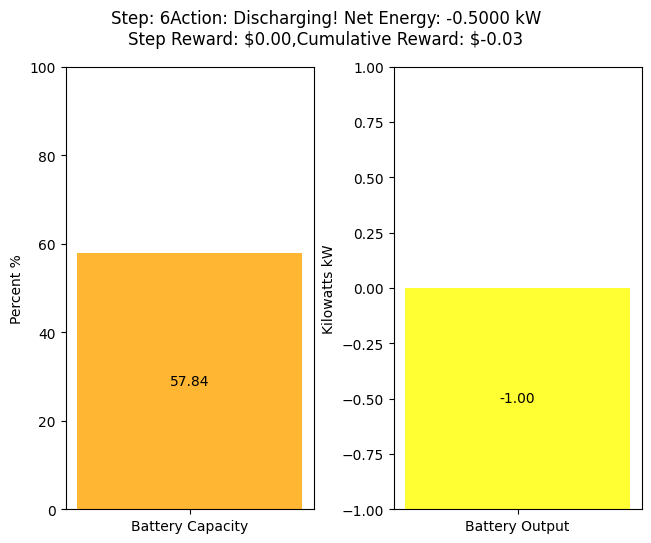 Step: 6Action: Discharging! Net Energy: -0.5000 kW
Step Reward: $0.00,Cumulative Reward: $-0.03
100
80
60
40
20
0
Percent %
57.84
Battery Capacity
1.00
0.75
0.50
0.25
0.00
−0.25
−0.50
−0.75
−1.00
Kilowatts kW
-1.00
Battery Output